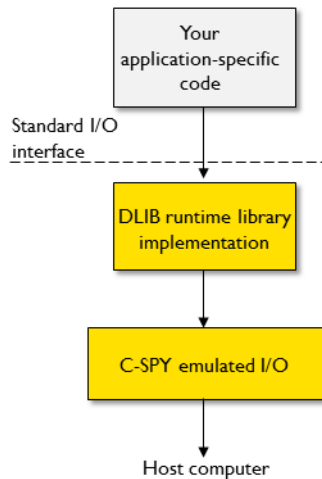 Your
application-specific
code
Standard I/O
interface
DLIB runtime library
implementation
C-SPY emulated I/O
Host computer